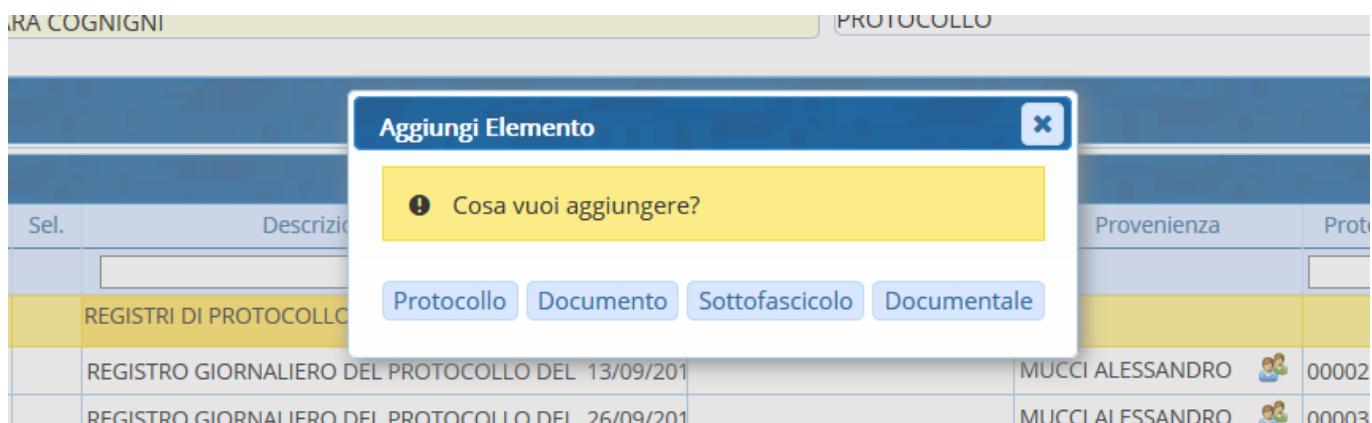 RA COGNIGNI PROTOCOLLO
Aggiungi Elemento
Cosa vuoi aggiungere?
Sel. Descrizio Provenienza Prot
Protocollo Documento Sottofascicolo Documentale
REGISTRI DI PROTOCOLLO
REGISTRO GIORNALIERO DEL PROTOCOLLO DEL 13/09/201 MUCCI ALESSANDRO 00002
REGISTRO GIORNALIERO DEL PROTOCOLLO DEL 26/09/201 MUCCI ALESSANDRO 00003